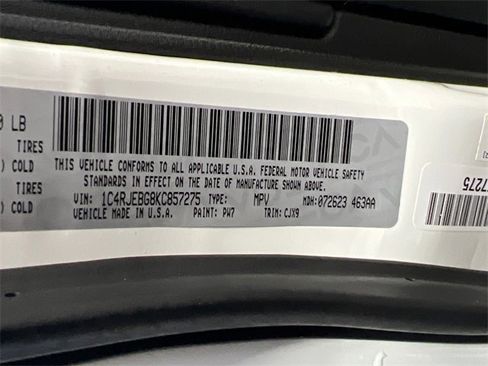 0 LB
TIRES
) COLD
TIRES
) COLD
THIS VEHICLE CONFORMS TO ALL APPLICABLE U.S.A. FEDERAL MOTOR VEHICLE SAFETY
STANDARDS IN EFFECT ON THE DATE OF MANUFACTURE SHOWN ABOVE.
VIN: 1C4RJEBG8KC857275 TYPE: MPV MDH: 072623 463AA
VEHICLE MADE IN: U.S.A. PAINT: PW7 TRIM: CJX9
7275